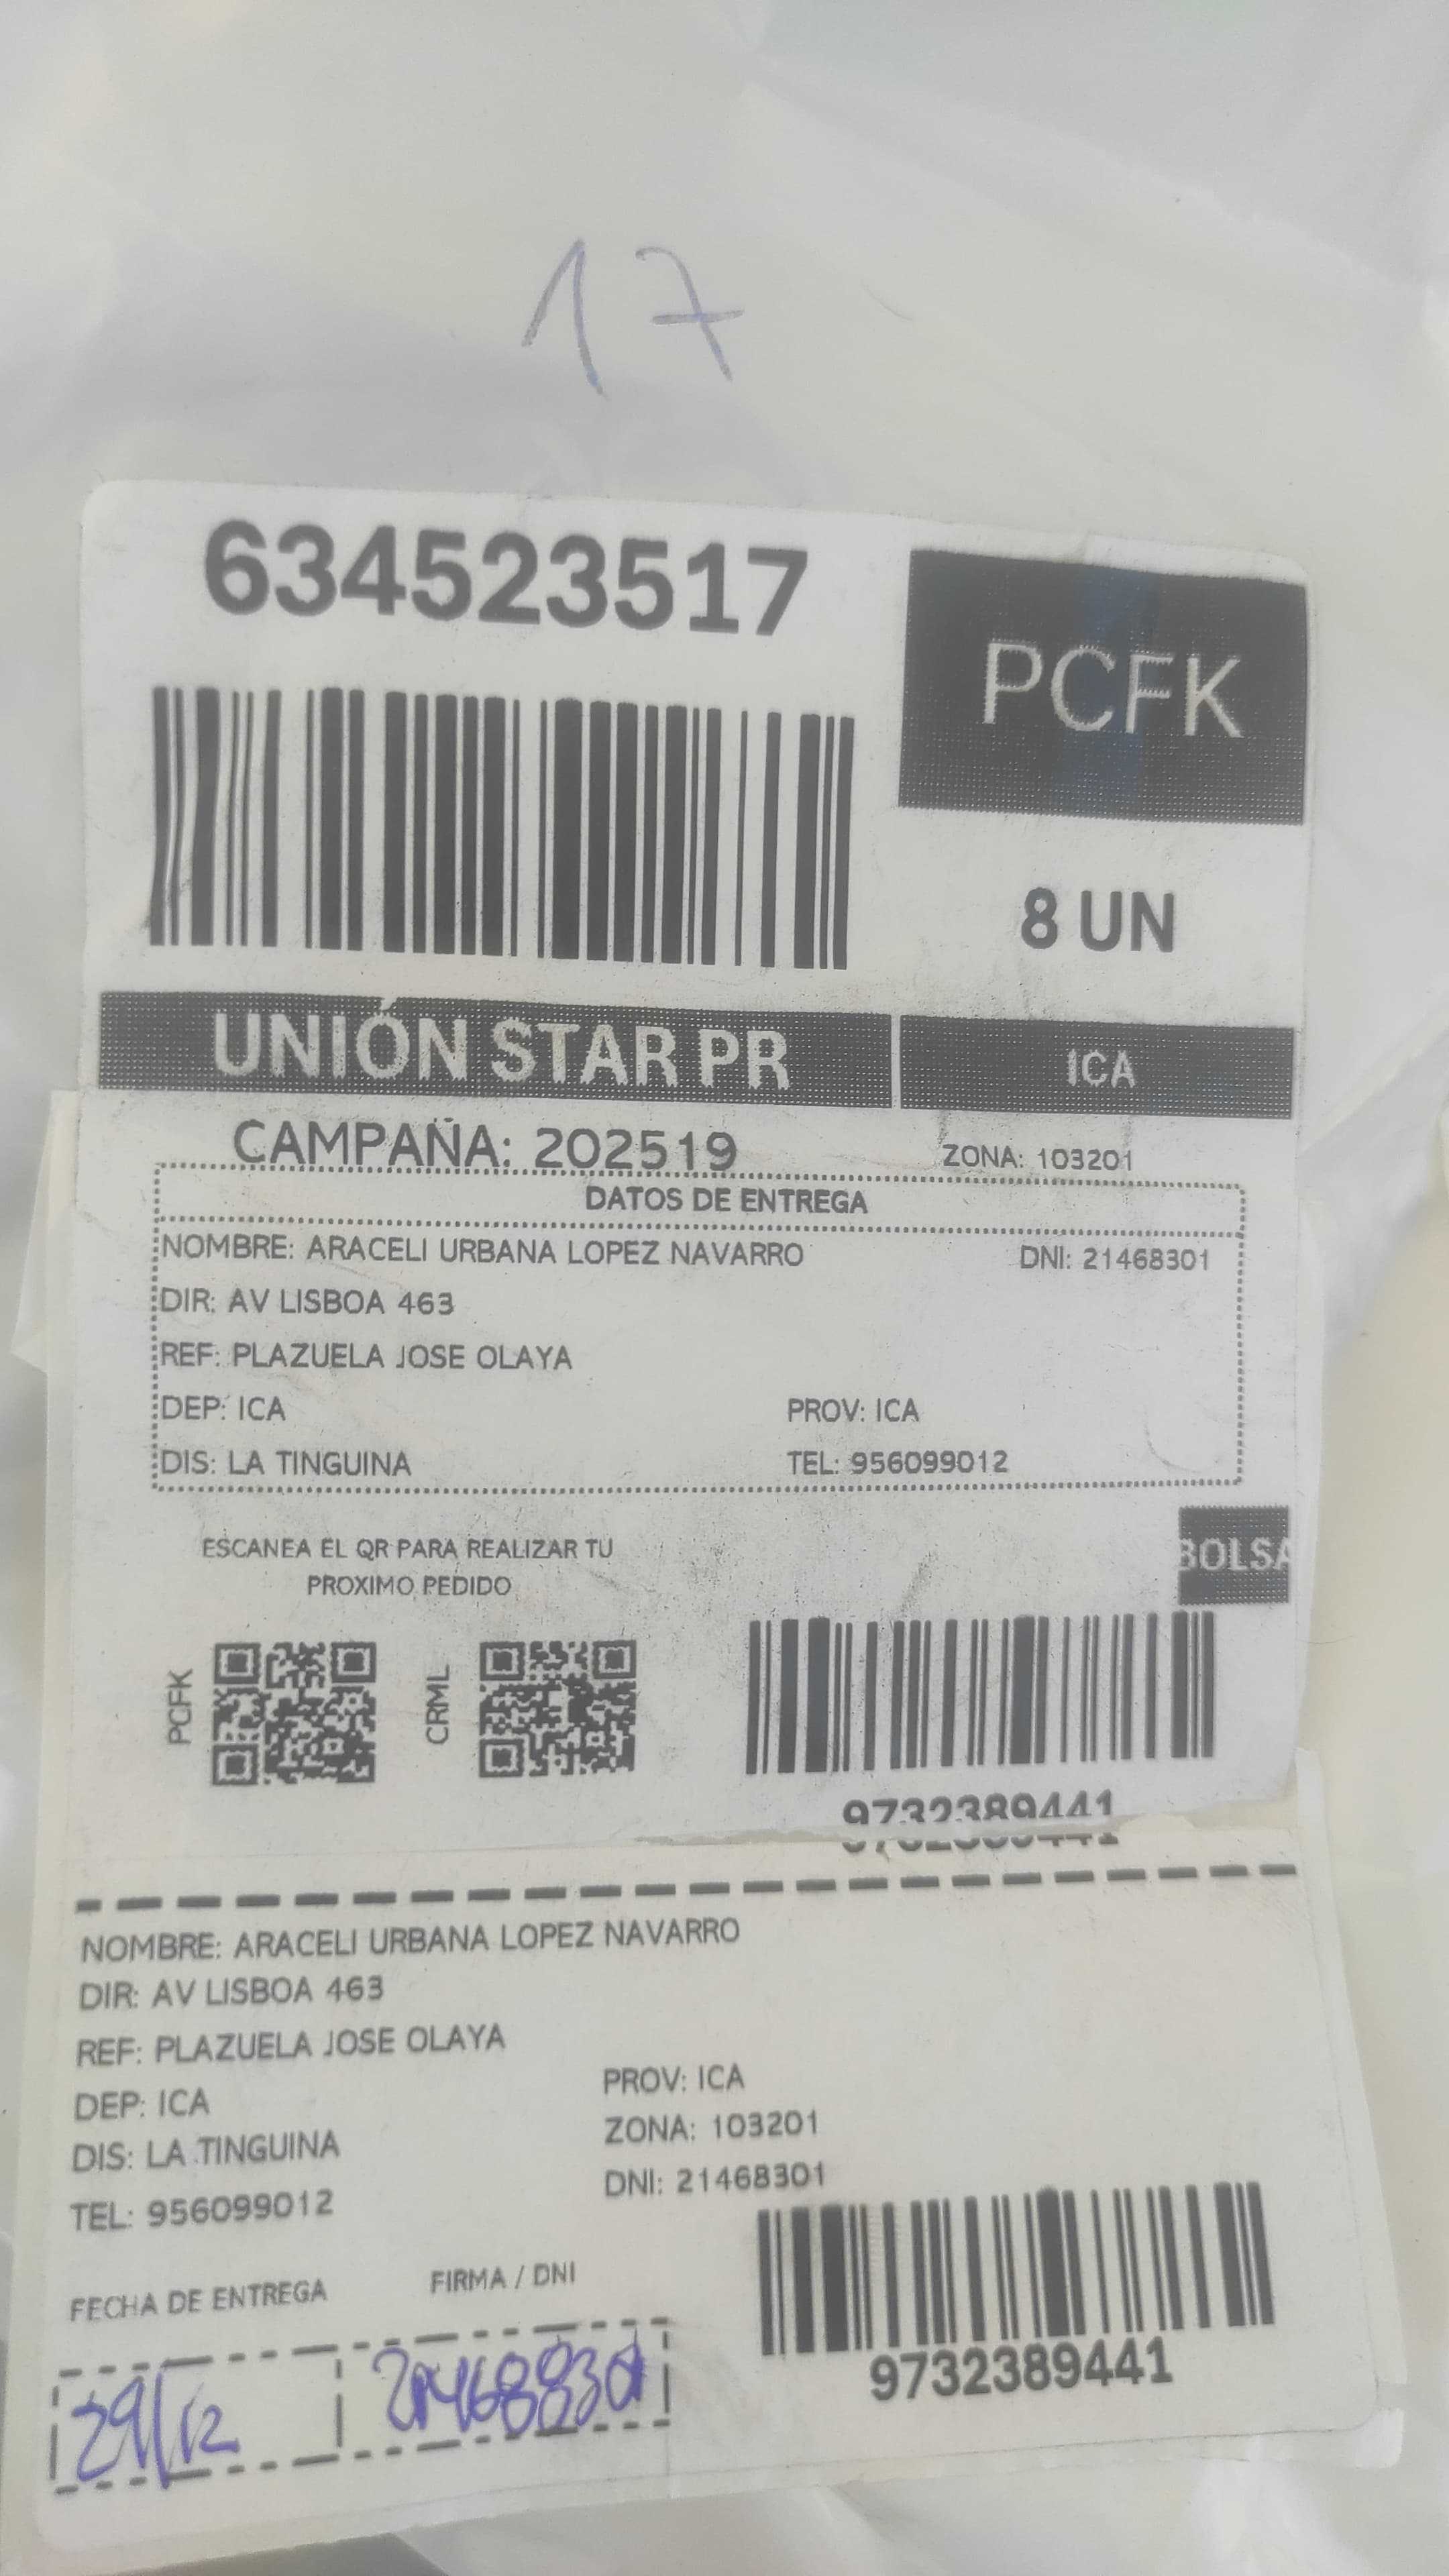 17
634523517
PCFK
8 UN
UNIÓN STAR PR
ICA
CAMPAÑA: 202519
ZONA: 103201
DATOS DE ENTREGA
NOMBRE: ARACELI URBANA LOPEZ NAVARRO DNI: 21468301
DIR: AV LISBOA 463
REF: PLAZUELA JOSE OLAYA
DEP: ICA PROV: ICA
DIS: LA TINGUINA TEL: 956099012
ESCANEA EL QR PARA REALIZAR TU
PROXIMO PEDIDO
BOLSA
PCFK
CRML
9732389441
NOMBRE: ARACELI URBANA LOPEZ NAVARRO
DIR: AV LISBOA 463
REF: PLAZUELA JOSE OLAYA
DEP: ICA PROV: ICA
DIS: LA TINGUINA ZONA: 103201
TEL: 956099012 DNI: 21468301
FECHA DE ENTREGA FIRMA / DNI
29/12
9732389441